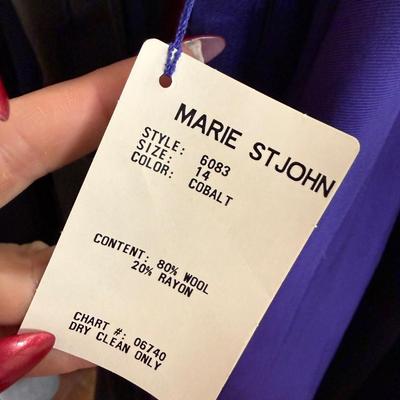 MARIE ST JOHN
STYLE: 6083
SIZE: 14
COLOR: COBALT
CONTENT: 80% WOOL
20% RAYON
CHART #: 06740
DRY CLEAN ONLY